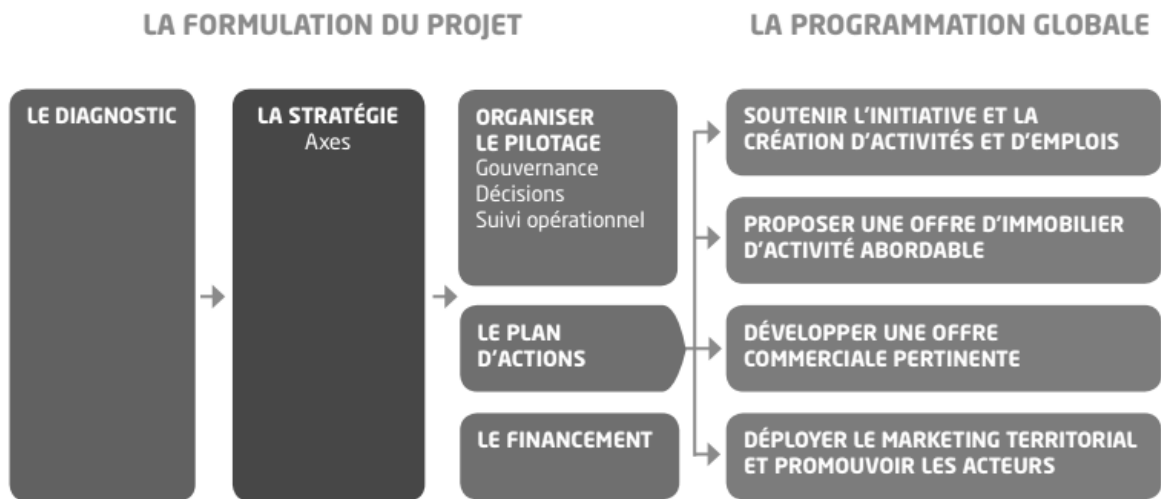 LA FORMULATION DU PROJET
LA PROGRAMMATION GLOBALE
LE DIAGNOSTIC
LA STRATÉGIE
Axes
ORGANISER
LE PILOTAGE
Gouvernance
Décisions
Suivi opérationnel
LE PLAN
D’ACTIONS
LE FINANCEMENT
SOUTENIR L’INITIATIVE ET LA
CRÉATION D’ACTIVITÉS ET D’EMPLOIS
PROPOSER UNE OFFRE D’IMMOBILIER
D’ACTIVITÉ ABORDABLE
DÉVELOPPER UNE OFFRE
COMMERCIALE PERTINENTE
DÉPLOYER LE MARKETING TERRITORIAL
ET PROMOUVOIR LES ACTEURS